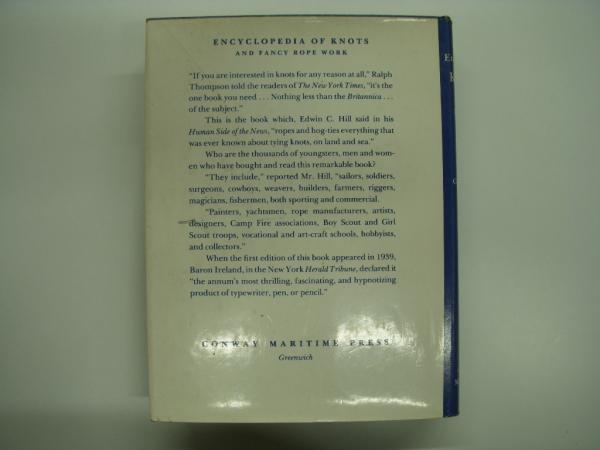 ENCYCLOPEDIA OF KNOTS
AND FANCY ROPE WORK
"If you are interested in knots for any reason at all," Ralph
Thompson told the readers of The New York Times, "it's the
one book you need . . . Nothing less than the Britannica . . .
of the subject."
This is the book which, Edwin C. Hill said in his
Human Side of the News, "ropes and hog-ties everything that
was ever known about tying knots, on land and sea."
Who are the thousands of youngsters, men and wom-
en who have bought and read this remarkable book?
"They include," reported Mr. Hill, "sailors, soldiers,
surgeons, cowboys, weavers, builders, farmers, riggers,
magicians, fishermen, both sporting and commercial.
"Painters, yachtsmen, rope manufacturers, artists,
designers, Camp Fire associations, Boy Scout and Girl
Scout troops, vocational and art-craft schools, hobbyists,
and collectors."
When the first edition of this book appeared in 1939,
Baron Ireland, in the New York Herald Tribune, declared it
"the annum's most thrilling, fascinating, and hypnotizing
product of typewriter, pen, or pencil."
CONWAY MARITIME PRESS
Greenwich